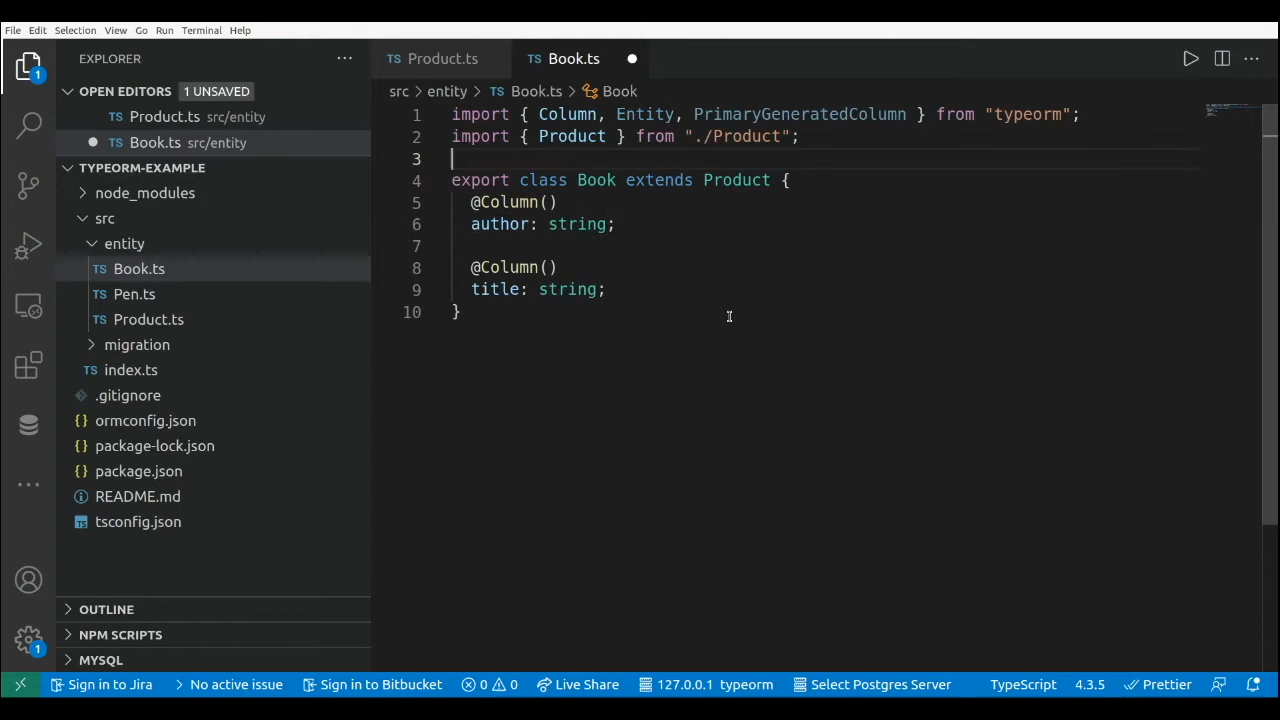 File Edit Selection View Go Run Terminal Help
EXPLORER
OPEN EDITORS 1 UNSAVED
TS Product.ts src/entity
Book.ts src/entity
TYPEORM-EXAMPLE
node_modules
src
entity
TS Book.ts
TS Pen.ts
TS Product.ts
migration
TS index.ts
.gitignore
{} ormconfig.json
{} package-lock.json
{} package.json
README.md
TS tsconfig.json
OUTLINE
NPM SCRIPTS
MYSQL
1
1
TS Product.ts TS Book.ts
src > entity > TS Book.ts > Book
1 import { Column, Entity, PrimaryGeneratedColumn } from "typeorm";
2 import { Product } from "./Product";
3
4 export class Book extends Product {
5 @Column()
6 author: string;
7
8 @Column()
9 title: string;
10 }
Sign in to Jira No active issue Sign in to Bitbucket 0 0 Live Share 127.0.0.1 typeorm Select Postgres Server TypeScript 4.3.5 Prettier